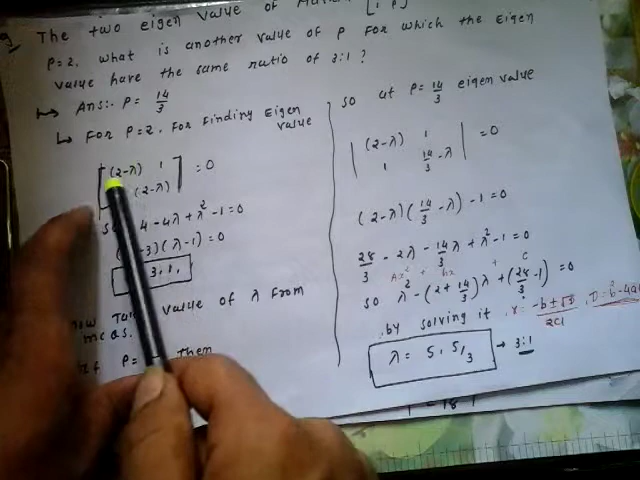 The two eigen value of
[1 P]
P=2. what is another value of P for which the eigen
value have the same ratio of 3:1 ?
Ans:- P = 14/3
For P=2, For Finding Eigen
value
(2-λ) 1
(2-λ)
= 0
4 - 4λ + λ² - 1 = 0
-3) (λ-1) = 0
3, 1,
value of λ From
P=
Then
so at P= 14/3 eigen value
| (2-λ) 1 |
| 1 14/3 -λ | = 0
(2-λ) (14/3 - λ) - 1 = 0
28/3 - 2λ - 14/3 λ + λ² - 1 = 0
Ax² + bx + c
so λ² - (2 + 14/3) λ + (28/3 - 1) = 0
by solving it
λ = 5, 5/3 → 3:1